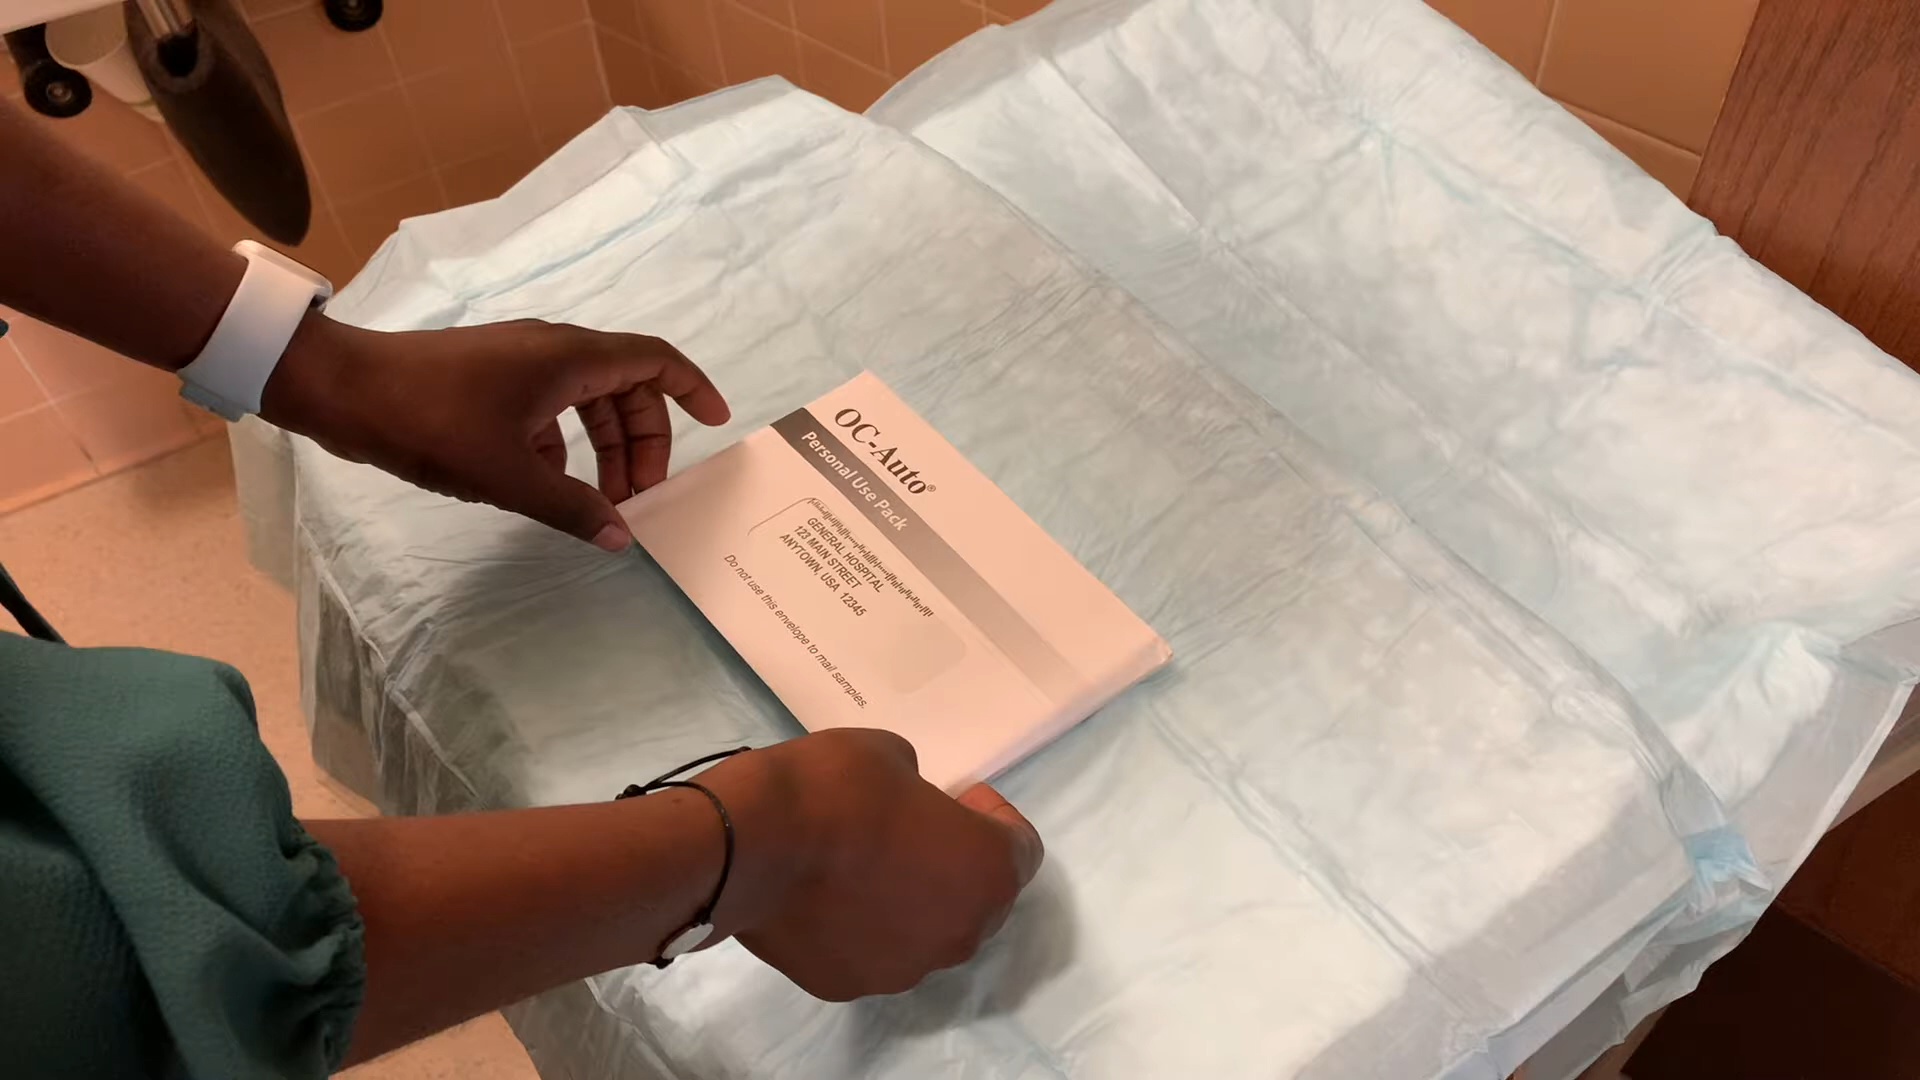 OC-Auto®
Personal Use Pack
GENERAL HOSPITAL
123 MAIN STREET
ANYTOWN, USA 12345
Do not use this envelope to mail samples.